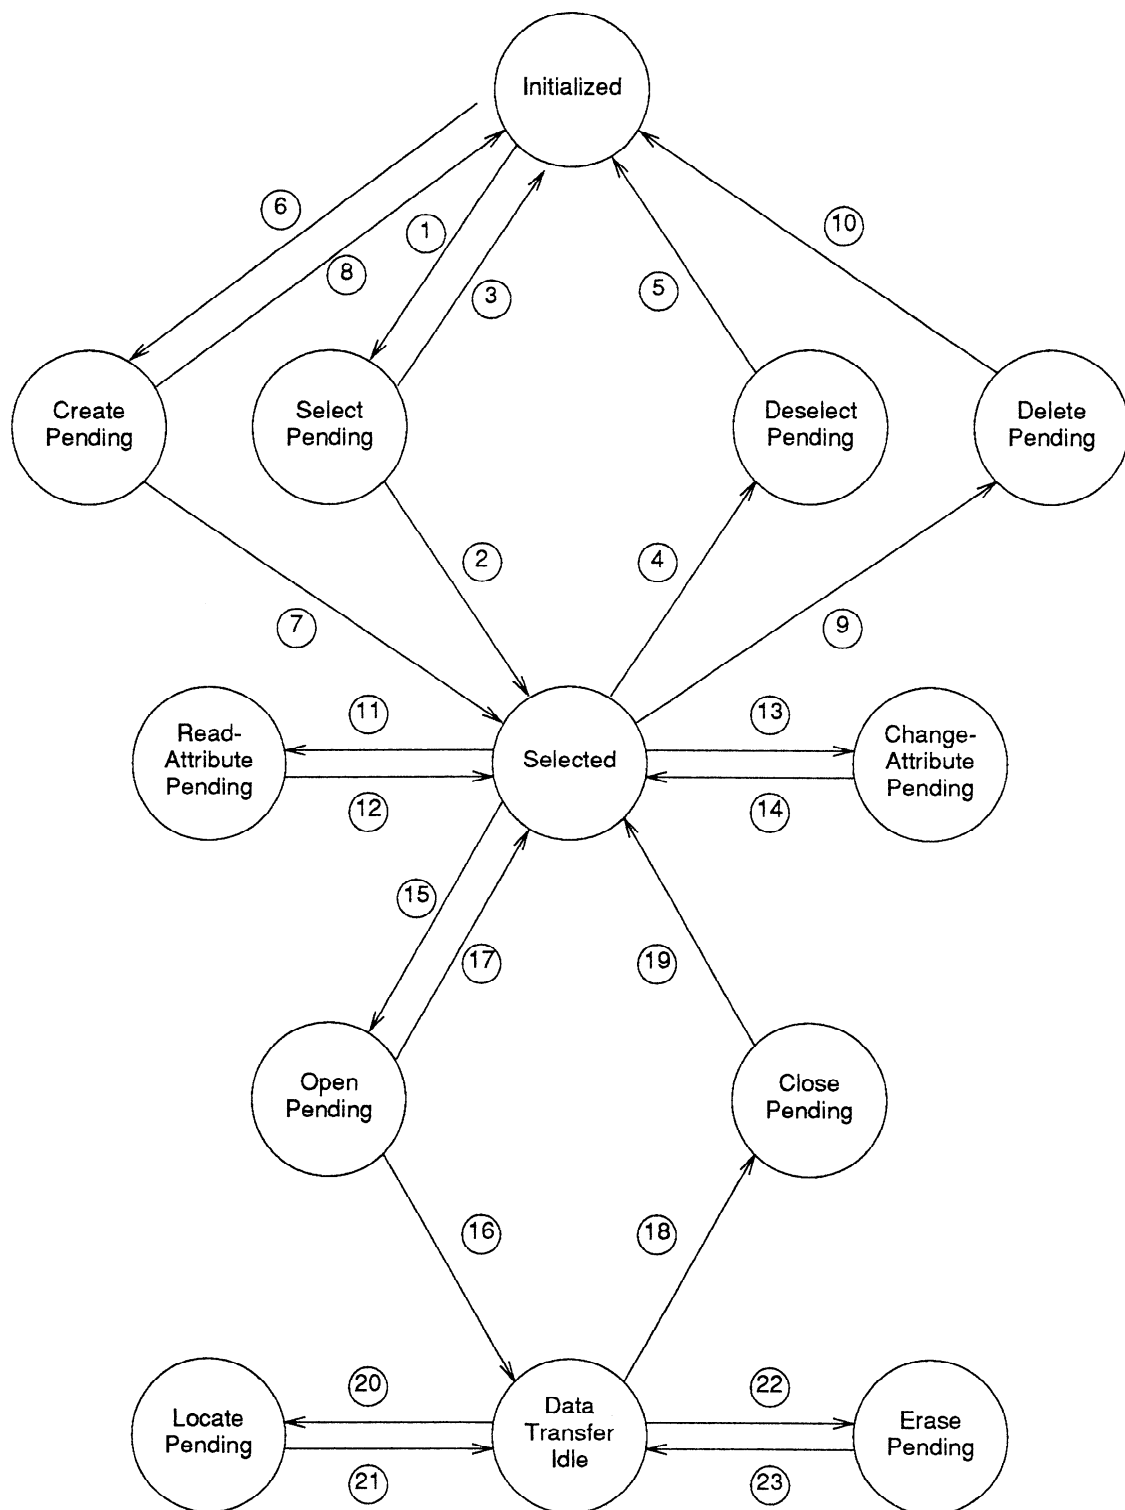 Initialized
6
1
10
8
3
5
Create
Pending
Select
Pending
Deselect
Pending
Delete
Pending
2
4
7
9
Read-
Attribute
Pending
11
12
Selected
13
14
Change-
Attribute
Pending
15
17
19
Open
Pending
Close
Pending
16
18
Locate
Pending
20
21
Data
Transfer
Idle
22
23
Erase
Pending